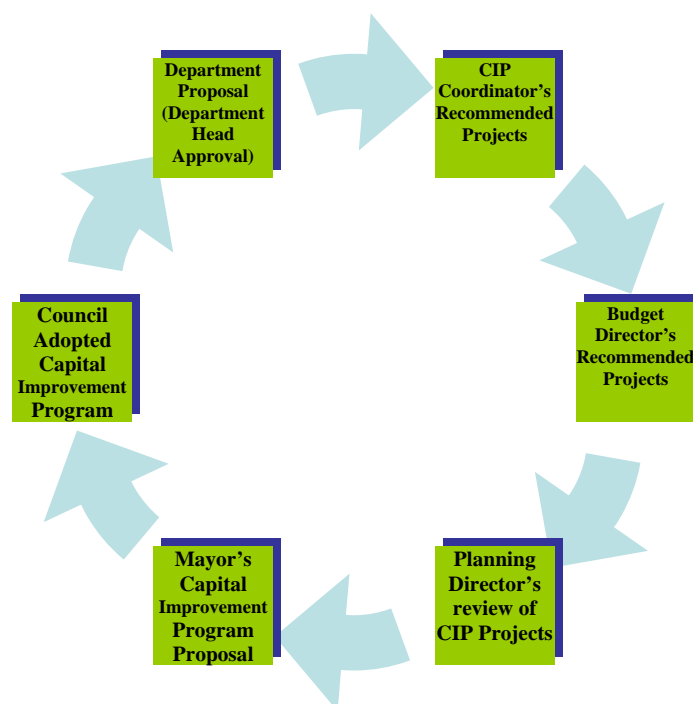 Department
Proposal
(Department
Head
Approval)
CIP
Coordinator's
Recommended
Projects
Budget
Director's
Recommended
Projects
Planning
Director's
review of
CIP Projects
Mayor's
Capital
Improvement
Program
Proposal
Council
Adopted
Capital
Improvement
Program